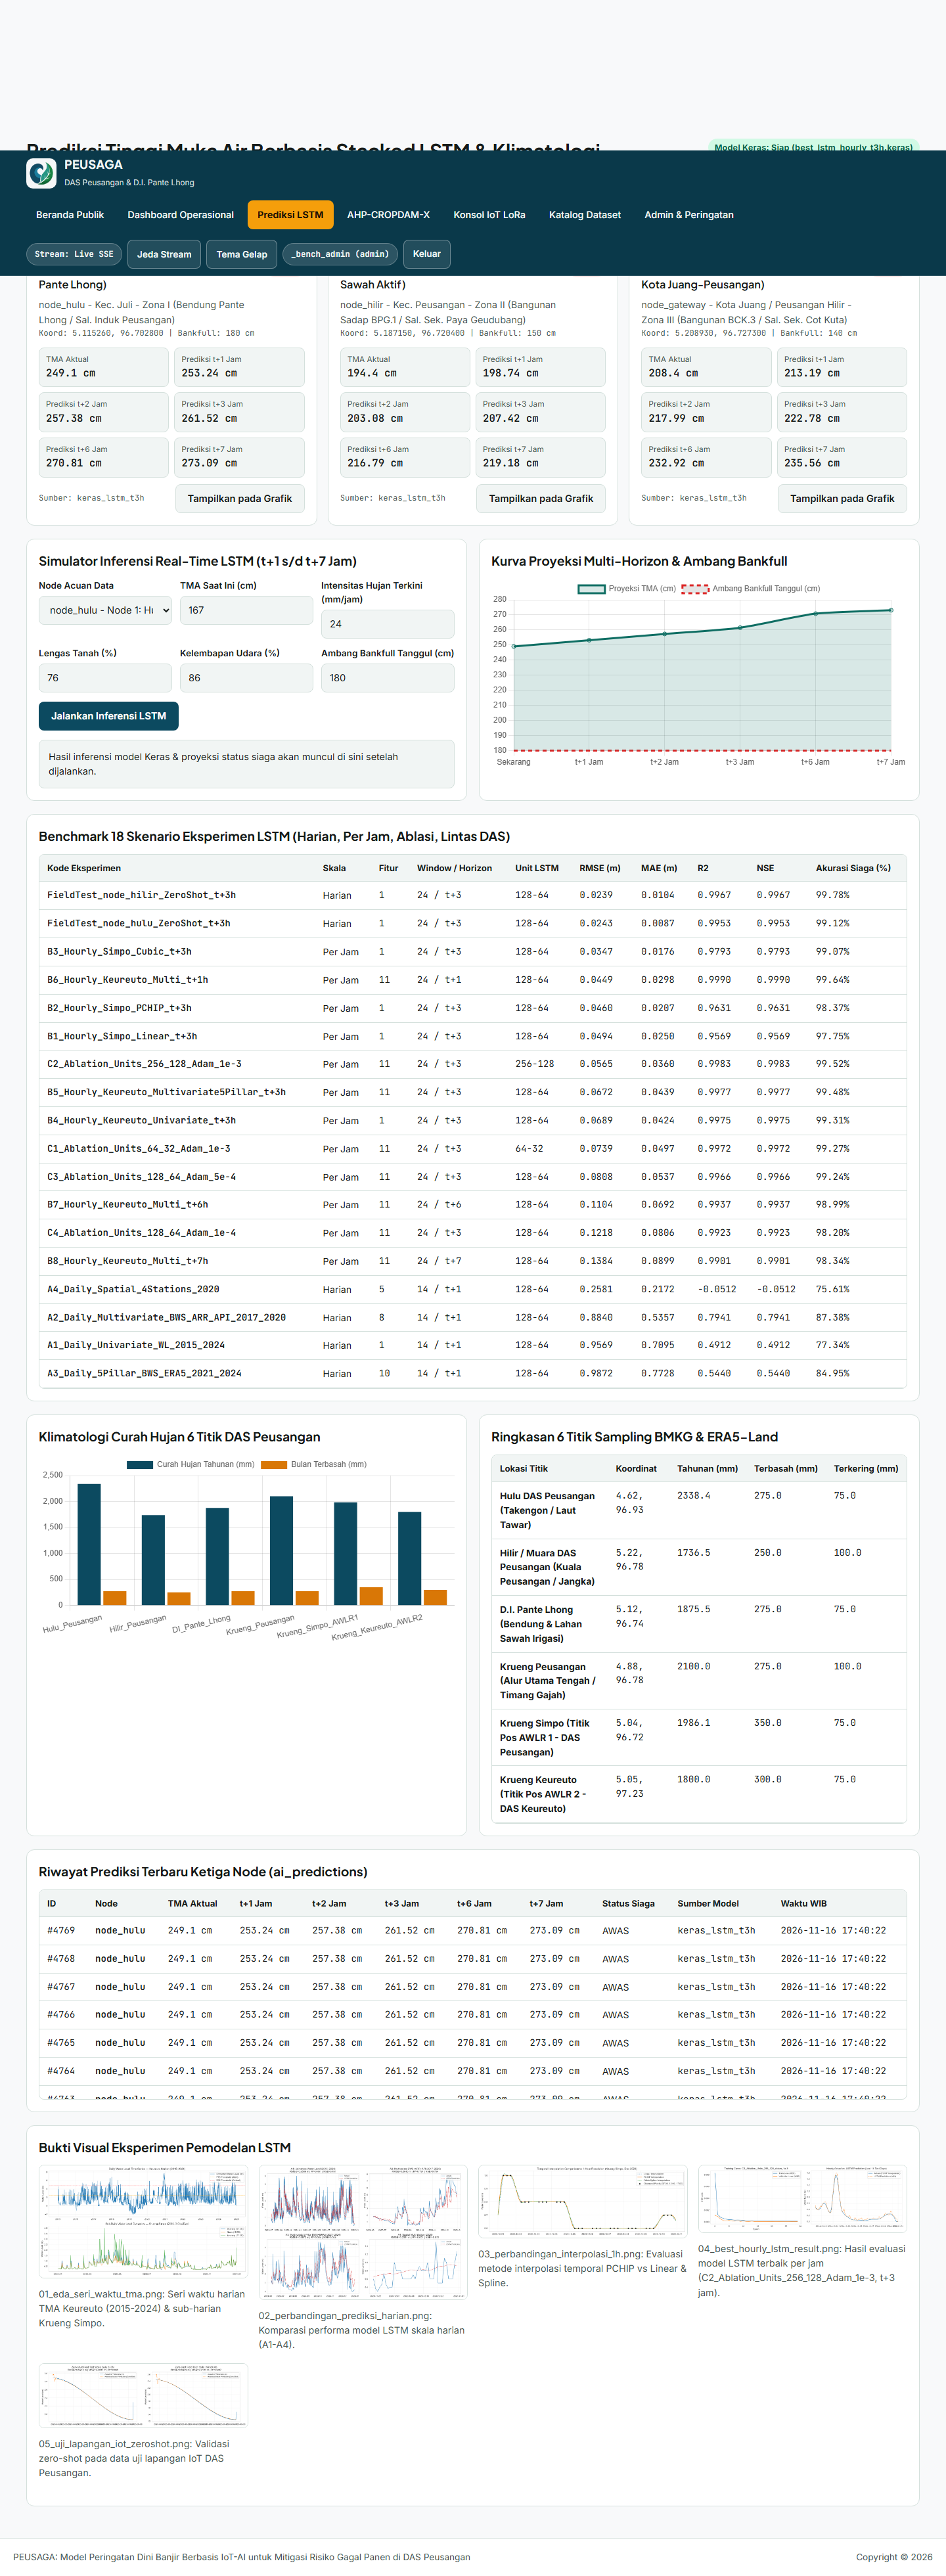 Prediksi Tinggi Muka Air Berbasis Stacked LSTM & Klimatologi
Model Keras: Siap (best_lstm_hourly_t3h.keras)
PEUSAGA
DAS Peusangan & D.I. Pante Lhong
Beranda Publik Dashboard Operasional Prediksi LSTM AHP-CROPDAM-X Konsol IoT LoRa Katalog Dataset Admin & Peringatan
Stream: Live SSE Jeda Stream Tema Gelap _bench_admin (admin) Keluar
Pante Lhong)
node_hulu - Kec. Juli - Zona I (Bendung Pante
Lhong / Sal. Induk Peusangan)
Koord: 5.115260, 96.702800 | Bankfull: 180 cm
TMA Aktual
249.1 cm
Prediksi t+1 Jam
253.24 cm
Prediksi t+2 Jam
257.38 cm
Prediksi t+3 Jam
261.52 cm
Prediksi t+6 Jam
270.81 cm
Prediksi t+7 Jam
273.09 cm
Sumber: keras_lstm_t3h
Tampilkan pada Grafik
Sawah Aktif)
node_hilir - Kec. Peusangan - Zona II (Bangunan
Sadap BPG.1 / Sal. Sek. Paya Geudubang)
Koord: 5.187150, 96.720400 | Bankfull: 150 cm
TMA Aktual
194.4 cm
Prediksi t+1 Jam
198.74 cm
Prediksi t+2 Jam
203.08 cm
Prediksi t+3 Jam
207.42 cm
Prediksi t+6 Jam
216.79 cm
Prediksi t+7 Jam
219.18 cm
Sumber: keras_lstm_t3h
Tampilkan pada Grafik
Kota Juang-Peusangan)
node_gateway - Kota Juang / Peusangan Hilir -
Zona III (Bangunan BCK.3 / Sal. Sek. Cot Kuta)
Koord: 5.208930, 96.727300 | Bankfull: 140 cm
TMA Aktual
208.4 cm
Prediksi t+1 Jam
213.19 cm
Prediksi t+2 Jam
217.99 cm
Prediksi t+3 Jam
222.78 cm
Prediksi t+6 Jam
232.92 cm
Prediksi t+7 Jam
235.56 cm
Sumber: keras_lstm_t3h
Tampilkan pada Grafik
Simulator Inferensi Real-Time LSTM (t+1 s/d t+7 Jam)
Node Acuan Data
node_hulu - Node 1: Hu
TMA Saat Ini (cm)
167
Intensitas Hujan Terkini
(mm/jam)
24
Lengas Tanah (%)
76
Kelembapan Udara (%)
86
Ambang Bankfull Tanggul (cm)
180
Jalankan Inferensi LSTM
Hasil inferensi model Keras & proyeksi status siaga akan muncul di sini setelah
dijalankan.
Kurva Proyeksi Multi-Horizon & Ambang Bankfull
Proyeksi TMA (cm) Ambang Bankfull Tanggul (cm)
280
270
260
250
240
230
220
210
200
190
180
Sekarang t+1 Jam t+2 Jam t+3 Jam t+6 Jam t+7 Jam
Benchmark 18 Skenario Eksperimen LSTM (Harian, Per Jam, Ablasi, Lintas DAS)
Kode Eksperimen Skala Fitur Window / Horizon Unit LSTM RMSE (m) MAE (m) R2 NSE Akurasi Siaga (%)
FieldTest_node_hilir_ZeroShot_t+3h Harian 1 24 / t+3 128-64 0.0239 0.0104 0.9967 0.9967 99.78%
FieldTest_node_hulu_ZeroShot_t+3h Harian 1 24 / t+3 128-64 0.0243 0.0087 0.9953 0.9953 99.12%
B3_Hourly_Simpo_Cubic_t+3h Per Jam 1 24 / t+3 128-64 0.0347 0.0176 0.9793 0.9793 99.07%
B6_Hourly_Keureuto_Multi_t+1h Per Jam 11 24 / t+1 128-64 0.0449 0.0298 0.9990 0.9990 99.64%
B2_Hourly_Simpo_PCHIP_t+3h Per Jam 1 24 / t+3 128-64 0.0460 0.0207 0.9631 0.9631 98.37%
B1_Hourly_Simpo_Linear_t+3h Per Jam 1 24 / t+3 128-64 0.0494 0.0250 0.9569 0.9569 97.75%
C2_Ablation_Units_256_128_Adam_1e-3 Per Jam 11 24 / t+3 256-128 0.0565 0.0360 0.9983 0.9983 99.52%
B5_Hourly_Keureuto_Multivariate5Pillar_t+3h Per Jam 11 24 / t+3 128-64 0.0672 0.0439 0.9977 0.9977 99.48%
B4_Hourly_Keureuto_Univariate_t+3h Per Jam 1 24 / t+3 128-64 0.0689 0.0424 0.9975 0.9975 99.31%
C1_Ablation_Units_64_32_Adam_1e-3 Per Jam 11 24 / t+3 64-32 0.0739 0.0497 0.9972 0.9972 99.27%
C3_Ablation_Units_128_64_Adam_5e-4 Per Jam 11 24 / t+3 128-64 0.0808 0.0537 0.9966 0.9966 99.24%
B7_Hourly_Keureuto_Multi_t+6h Per Jam 11 24 / t+6 128-64 0.1104 0.0692 0.9937 0.9937 98.99%
C4_Ablation_Units_128_64_Adam_1e-4 Per Jam 11 24 / t+3 128-64 0.1218 0.0806 0.9923 0.9923 98.20%
B8_Hourly_Keureuto_Multi_t+7h Per Jam 11 24 / t+7 128-64 0.1384 0.0899 0.9901 0.9901 98.34%
A4_Daily_Spatial_4Stations_2020 Harian 5 14 / t+1 128-64 0.2581 0.2172 -0.0512 -0.0512 75.61%
A2_Daily_Multivariate_BWS_ARR_API_2017_2020 Harian 8 14 / t+1 128-64 0.8840 0.5357 0.7941 0.7941 87.38%
A1_Daily_Univariate_WL_2015_2024 Harian 1 14 / t+1 128-64 0.9569 0.7095 0.4912 0.4912 77.34%
A3_Daily_5Pillar_BWS_ERA5_2021_2024 Harian 10 14 / t+1 128-64 0.9872 0.7728 0.5440 0.5440 84.95%
Klimatologi Curah Hujan 6 Titik DAS Peusangan
Curah Hujan Tahunan (mm) Bulan Terbasah (mm)
2,500
2,000
1,500
1,000
500
0
Hulu_Peusangan Hilir_Peusangan DI_Pante_Lhong Krueng_Peusangan Krueng_Simpo_AWLR1 Krueng_Keureuto_AWLR2
Ringkasan 6 Titik Sampling BMKG & ERA5-Land
Lokasi Titik Koordinat Tahunan (mm) Terbasah (mm) Terkering (mm)
Hulu DAS Peusangan
(Takengon / Laut
Tawar)
4.62,
96.93
2338.4 275.0 75.0
Hilir / Muara DAS
Peusangan (Kuala
Peusangan / Jangka)
5.22,
96.78
1736.5 250.0 100.0
D.I. Pante Lhong
(Bendung & Lahan
Sawah Irigasi)
5.12,
96.74
1875.5 275.0 75.0
Krueng Peusangan
(Alur Utama Tengah /
Timang Gajah)
4.88,
96.78
2100.0 275.0 100.0
Krueng Simpo (Titik
Pos AWLR 1 - DAS
Peusangan)
5.04,
96.72
1986.1 350.0 75.0
Krueng Keureuto
(Titik Pos AWLR 2 -
DAS Keureuto)
5.05,
97.23
1800.0 300.0 75.0
Riwayat Prediksi Terbaru Ketiga Node (ai_predictions)
ID Node TMA Aktual t+1 Jam t+2 Jam t+3 Jam t+6 Jam t+7 Jam Status Siaga Sumber Model Waktu WIB
#4769 node_hulu 249.1 cm 253.24 cm 257.38 cm 261.52 cm 270.81 cm 273.09 cm AWAS keras_lstm_t3h 2026-11-16 17:40:22
#4768 node_hulu 249.1 cm 253.24 cm 257.38 cm 261.52 cm 270.81 cm 273.09 cm AWAS keras_lstm_t3h 2026-11-16 17:40:22
#4767 node_hulu 249.1 cm 253.24 cm 257.38 cm 261.52 cm 270.81 cm 273.09 cm AWAS keras_lstm_t3h 2026-11-16 17:40:22
#4766 node_hulu 249.1 cm 253.24 cm 257.38 cm 261.52 cm 270.81 cm 273.09 cm AWAS keras_lstm_t3h 2026-11-16 17:40:22
#4765 node_hulu 249.1 cm 253.24 cm 257.38 cm 261.52 cm 270.81 cm 273.09 cm AWAS keras_lstm_t3h 2026-11-16 17:40:22
#4764 node_hulu 249.1 cm 253.24 cm 257.38 cm 261.52 cm 270.81 cm 273.09 cm AWAS keras_lstm_t3h 2026-11-16 17:40:22
#4763 node_hulu 249.1 cm 253.24 cm 257.38 cm 261.52 cm 270.81 cm 273.09 cm AWAS keras_lstm_t3h 2026-11-16 17:40:22
Bukti Visual Eksperimen Pemodelan LSTM
01_eda_seri_waktu_tma.png: Seri waktu harian
TMA Keureuto (2015-2024) & sub-harian
Krueng Simpo.
02_perbandingan_prediksi_harian.png:
Komparasi performa model LSTM skala harian
(A1-A4).
03_perbandingan_interpolasi_1h.png: Evaluasi
metode interpolasi temporal PCHIP vs Linear &
Spline.
04_best_hourly_lstm_result.png: Hasil evaluasi
model LSTM terbaik per jam
(C2_Ablation_Units_256_128_Adam_1e-3, t+3
jam).
05_uji_lapangan_iot_zeroshot.png: Validasi
zero-shot pada data uji lapangan IoT DAS
Peusangan.
PEUSAGA: Model Peringatan Dini Banjir Berbasis IoT-AI untuk Mitigasi Risiko Gagal Panen di DAS Peusangan
Copyright © 2026